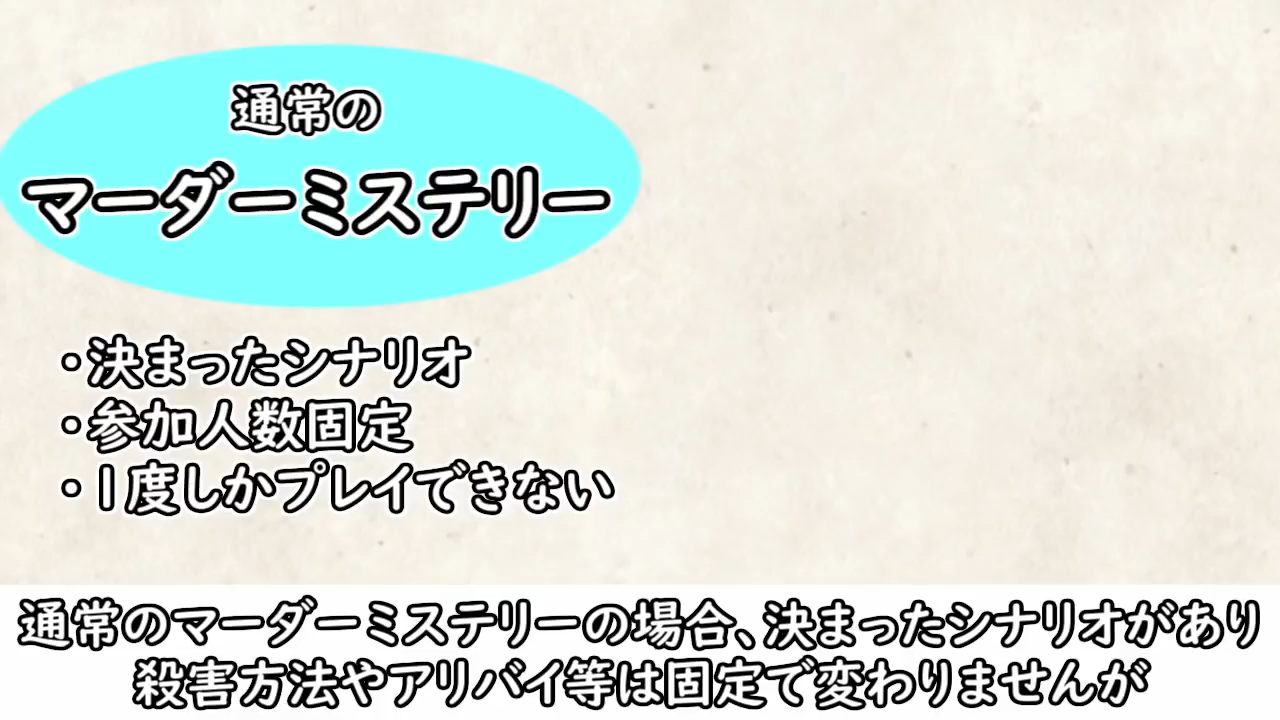 通常の
マーダーミステリー
・決まったシナリオ
・参加人数固定
・1度しかプレイできない
通常のマーダーミステリーの場合、決まったシナリオがあり
殺害方法やアリバイ等は固定で変わりませんが